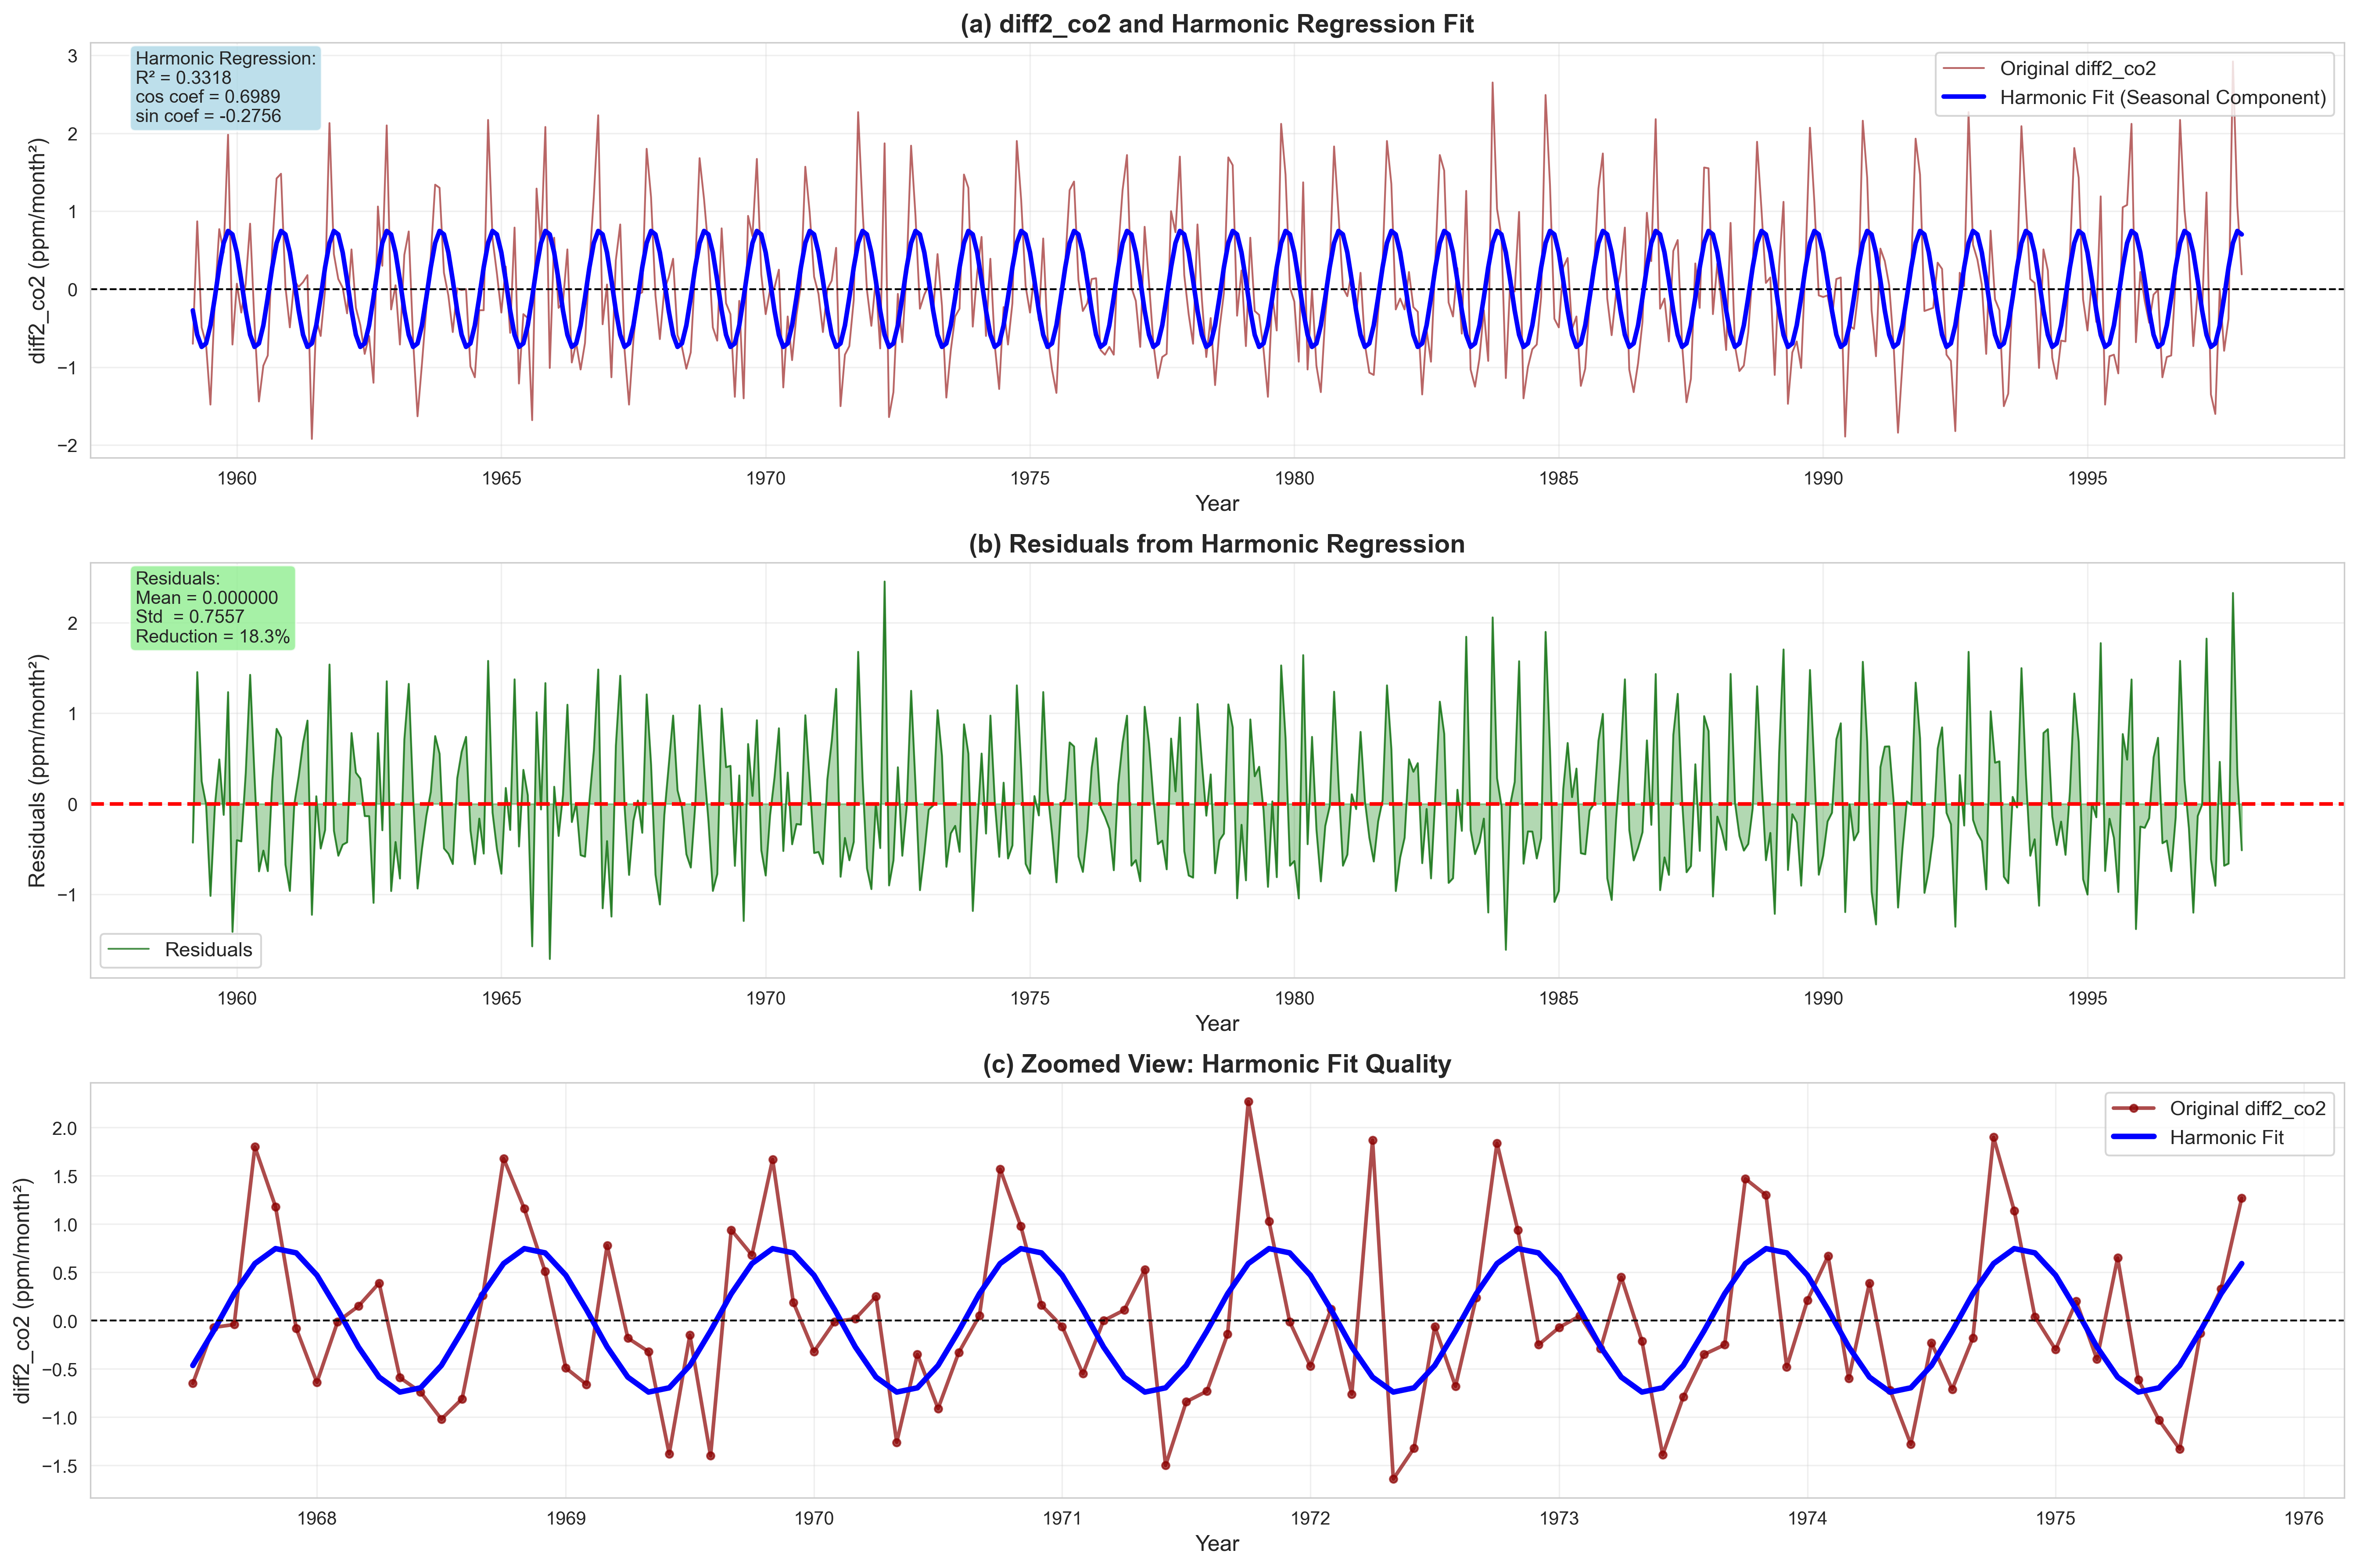 (a) diff2_co2 and Harmonic Regression Fit
Harmonic Regression:
R² = 0.3318
cos coef = 0.6989
sin coef = -0.2756
Original diff2_co2
Harmonic Fit (Seasonal Component)
diff2_co2 (ppm/month²)
3
2
1
0
−1
−2
1960
1965
1970
1975
1980
1985
1990
1995
Year
(b) Residuals from Harmonic Regression
Residuals:
Mean = 0.000000
Std  = 0.7557
Reduction = 18.3%
Residuals (ppm/month²)
2
1
0
−1
Residuals
1960
1965
1970
1975
1980
1985
1990
1995
Year
(c) Zoomed View: Harmonic Fit Quality
Original diff2_co2
Harmonic Fit
diff2_co2 (ppm/month²)
2.0
1.5
1.0
0.5
0.0
−0.5
−1.0
−1.5
1968
1969
1970
1971
1972
1973
1974
1975
1976
Year